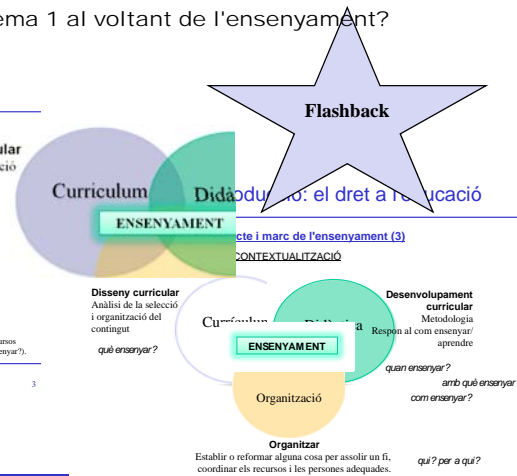 ema 1 al voltant de l'ensenyament?
Flashback
ular
ció
Curriculum
ENSENYAMENT
el dret a l'educació
cte i marc de l'ensenyament (3)
CONTEXTUALITZACIÓ
Disseny curricular
Anàlisi de la selecció
i organització del
contingut
què ensenyar?
ursos
enyar?).
3
ENSENYAMENT
Desenvolupament
curricular
Metodologia
Respon al com ensenyar/
aprendre
quan ensenyar?
amb què ensenyar
com ensenyar?
Organització
Organitzar
Establir o reformar alguna cosa per assolir un fi,
coordinar els recursos i les persones adequades.
qui? per a qui?